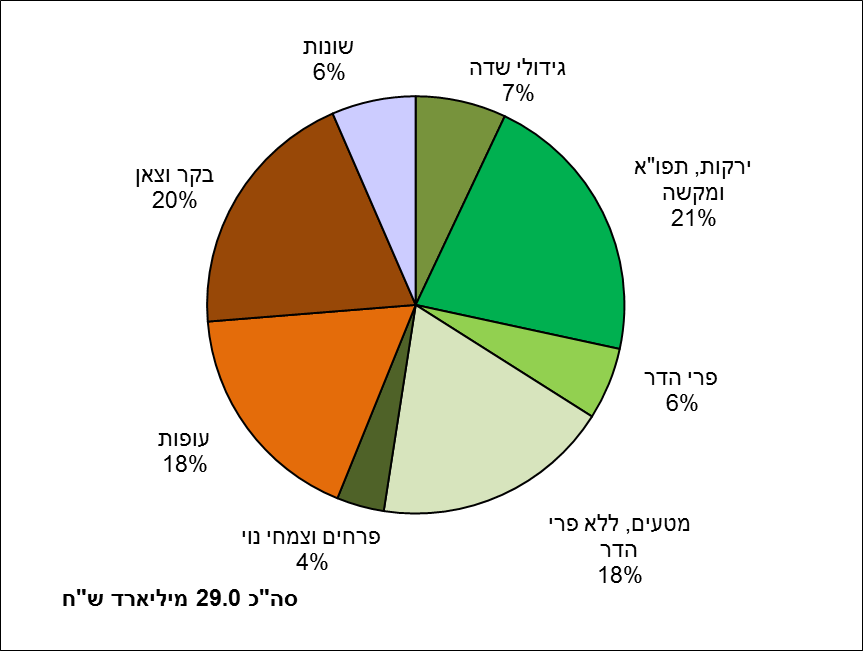 שונות
6%
גידולי שדה
7%
ירקות, תפו"א
ומקשה
21%
בקר וצאן
20%
פרי הדר
6%
עופות
18%
מטעים, ללא פרי
הדר
18%
פרחים וצמחי נוי
4%
סה"כ 29.0 מיליארד ש"ח